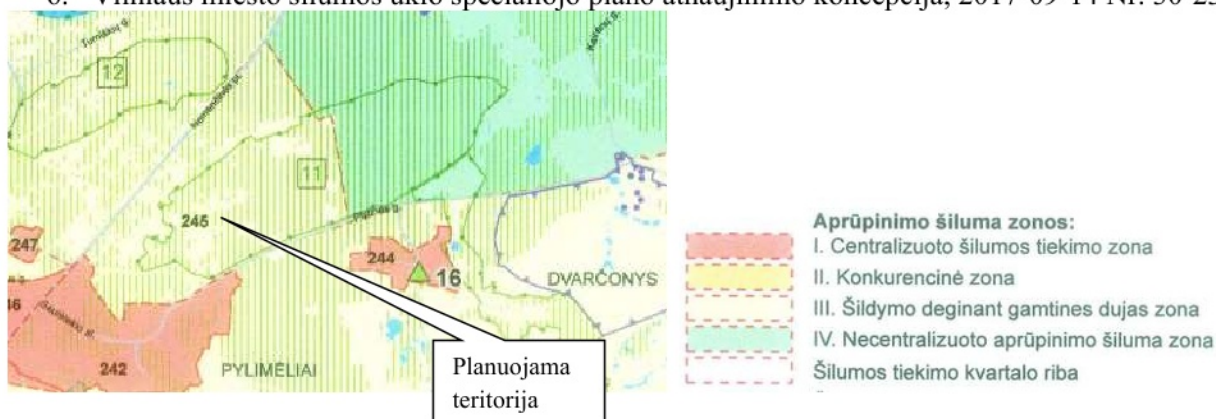 6. Vilniaus miesto šilumos ūkio specialiojo plano atnaujinimo koncepcija, 2017-09-14 Nr. 30-23
12
11
245
247
244
16
DVARČONYS
242
PYLIMĖLIAI
Planuojama
teritorija
Aprūpinimo šiluma zonos:
I. Centralizuoto šilumos tiekimo zona
II. Konkurencinė zona
III. Šildymo deginant gamtines dujas zona
IV. Necentralizuoto aprūpinimo šiluma zona
Šilumos tiekimo kvartalo riba